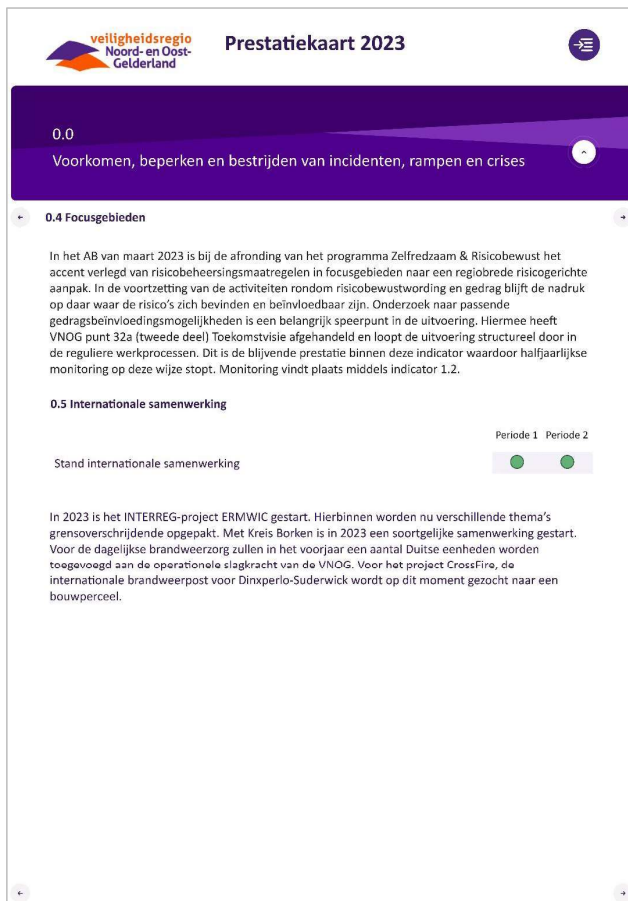 veiligheidsregio
Noord- en Oost-
Gelderland
Prestatiekaart 2023
0.0
Voorkomen, beperken en bestrijden van incidenten, rampen en crises
0.4 Focusgebieden
In het AB van maart 2023 is bij de afronding van het programma Zelfredzaam & Risicobewust het
accent verlegd van risicobeheersingsmaatregelen in focusgebieden naar een regiobrede risicogerichte
aanpak. In de voortzetting van de activiteiten rondom risicobewustwording en gedrag blijft de nadruk
op daar waar de risico's zich bevinden en beïnvloedbaar zijn. Onderzoek naar passende
gedragsbeïnvloedingsmogelijkheden is een belangrijk speerpunt in de uitvoering. Hiermee heeft
VNOG punt 32a (tweede deel) Toekomstvisie afgehandeld en loopt de uitvoering structureel door in
de reguliere werkprocessen. Dit is de blijvende prestatie binnen deze indicator waardoor halfjaarlijkse
monitoring op deze wijze stopt. Monitoring vindt plaats middels indicator 1.2.
0.5 Internationale samenwerking
Periode 1 Periode 2
Stand internationale samenwerking
In 2023 is het INTERREG-project ERMWIC gestart. Hierbinnen worden nu verschillende thema's
grensoverschrijdende opgepakt. Met Kreis Borken is in 2023 een soortgelijke samenwerking gestart.
Voor de dagelijkse brandweerzorg zullen in het voorjaar een aantal Duitse eenheden worden
toegevoegd aan de operationele slagkracht van de VNOG. Voor het project CrossFire, de
internationale brandweerpost voor Dinxperlo-Suderwick wordt op dit moment gezocht naar een
bouwperceel.